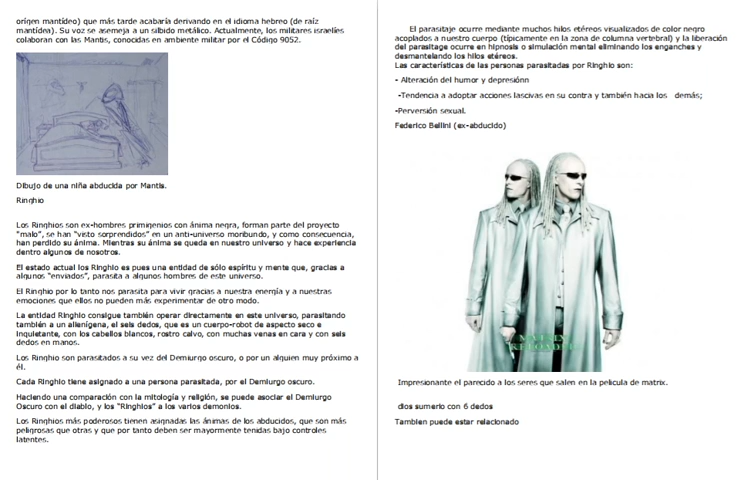 origen mantídeo) que más tarde acabaría derivando en el idioma hebreo (de raíz
mantídea). Su voz se asemeja a un silbido metálico. Actualmente, los militares israelíes
colaboran con las Mantis, conocidas en ambiente militar por el Código 9052.
Dibujo de una niña abducida por Mantis.
Ringhio
Los Ringhios son ex-hombres primigenios con ánima negra, forman parte del proyecto
"malo", se han "visto sorprendidos" en un anti-universo moribundo, y como consecuencia,
han perdido su ánima. Mientras su ánima se queda en nuestro universo y hace experiencia
dentro algunos de nosotros.
El estado actual los Ringhio es pues una entidad de sólo espíritu y mente que, gracias a
algunos "enviados", parasita a algunos hombres de este universo.
El Ringhio por lo tanto nos parasita para vivir gracias a nuestra energía y a nuestras
emociones que ellos no pueden más experimentar de otro modo.
La entidad Ringhio consigue también operar directamente en este universo, parasitando
también a un alienígena, el seis dedos, que es un cuerpo-robot de aspecto seco e
inquietante, con los cabellos blancos, rostro calvo, con muchas venas en cara y con seis
dedos en manos.
Los Ringhio son parasitados a su vez del Demiurgo oscuro, o por un alguien muy próximo a
él.
Cada Ringhio tiene asignado a una persona parasitada, por el Demiurgo oscuro.
Haciendo una comparación con la mitología y religión, se puede asociar el Demiurgo
Oscuro con el diablo, y los "Ringhios" a los varios demonios.
Los Ringhios más poderosos tienen asignadas las ánimas de los abducidos, que son más
peligrosas que otras y que por tanto deben ser mayormente tenidas bajo controles
latentes.
El parasitaje ocurre mediante muchos hilos etéreos visualizados de color negro
acoplados a nuestro cuerpo (típicamente en la zona de columna vertebral) y la liberación
del parasitage ocurre en hipnosis o simulación mental eliminando los enganches y
desmantelando los hilos etéreos.
Las características de las personas parasitadas por Ringhio son:
- Alteración del humor y depresiónn
-Tendencia a adoptar acciones lascivas en su contra y también hacia los demás;
-Perversión sexual.
Federico Bellini (ex-abducido)
MATRIX
RELOADED
Impresionante el parecido a los seres que salen en la pelicula de matrix.
dios sumerio con 6 dedos
Tambien puede estar relacionado